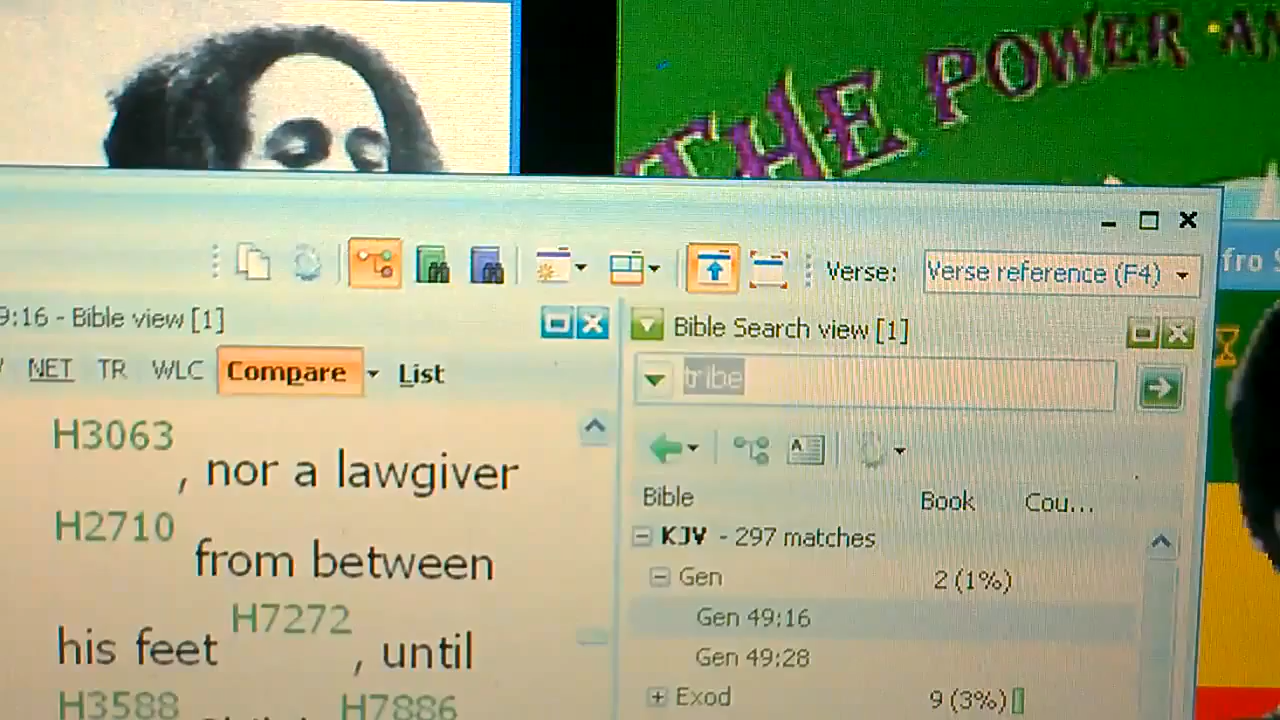 THE POWER
Verse: Verse reference (F4)
9:16 - Bible view [1]
Bible Search view [1]
NET TR WLC Compare List
tribe
H3063
, nor a lawgiver
H2710
from between
H7272
his feet , until
H3588 H7886
Bible Book Cou...
KJV - 297 matches
Gen 2 (1%)
Gen 49:16
Gen 49:28
Exod 9 (3%)